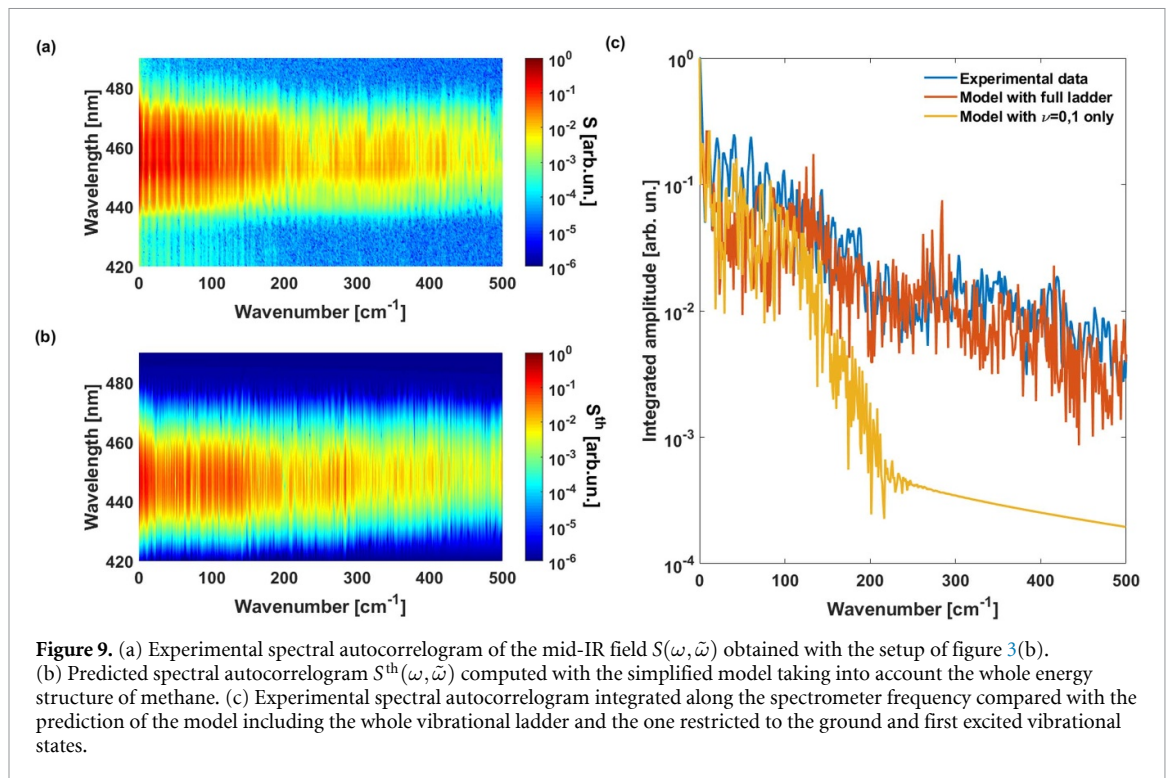 (a)
Wavelength [nm]
480
460
440
420
0 100 200 300 400 500
Wavenumber [cm⁻¹]
10⁰
10⁻¹
10⁻²
10⁻³
10⁻⁴
10⁻⁵
10⁻⁶
S [arb.un.]
(b)
Wavelength [nm]
480
460
440
420
0 100 200 300 400 500
Wavenumber [cm⁻¹]
10⁰
10⁻¹
10⁻²
10⁻³
10⁻⁴
10⁻⁵
10⁻⁶
Sᵗʰ [arb.un.]
(c)
Integrated amplitude [arb. un.]
10⁰
10⁻¹
10⁻²
10⁻³
10⁻⁴
Experimental data
Model with full ladder
Model with ν=0,1 only
0 100 200 300 400 500
Wavenumber [cm⁻¹]
Figure 9. (a) Experimental spectral autocorrelogram of the mid-IR field S(ω, ω̃) obtained with the setup of figure 3(b).
(b) Predicted spectral autocorrelogram Sᵗʰ(ω, ω̃) computed with the simplified model taking into account the whole energy
structure of methane. (c) Experimental spectral autocorrelogram integrated along the spectrometer frequency compared with the
prediction of the model including the whole vibrational ladder and the one restricted to the ground and first excited vibrational
states.